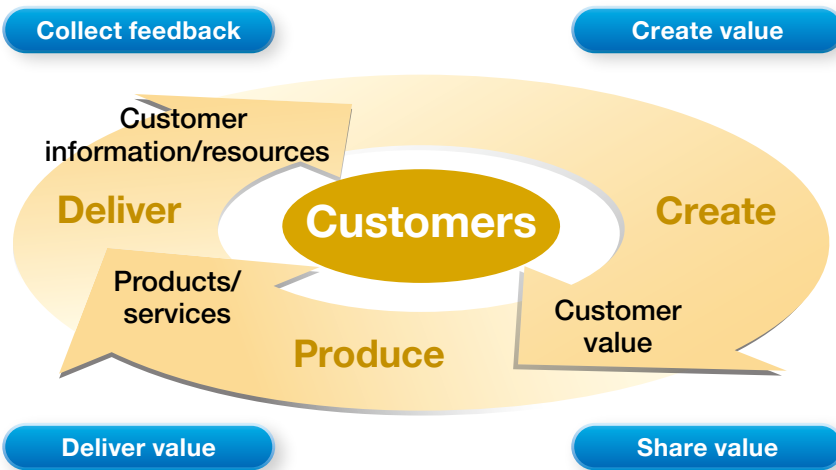 Collect feedback
Create value
Customer
information/resources
Deliver
Customers
Create
Products/
services
Customer
value
Produce
Deliver value
Share value